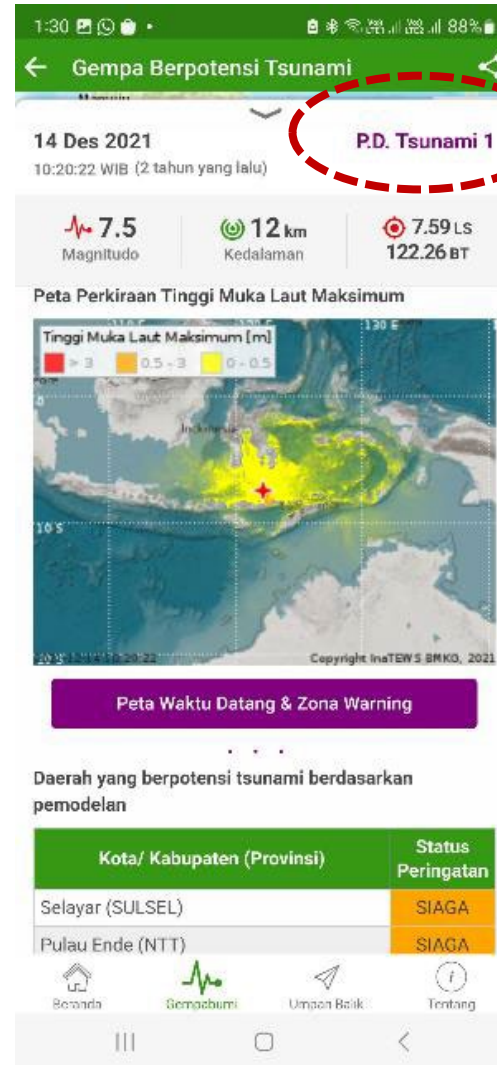 1:30
88%
Gempa Berpotensi Tsunami
14 Des 2021
P.D. Tsunami 1
10:20:22 WIB (2 tahun yang lalu)
7.5
12 km
7.59 LS
Magnitudo
Kedalaman
122.26 BT
Peta Perkiraan Tinggi Muka Laut Maksimum
130 E
Tinggi Muka Laut Maksimum [m]
> 3
0.5 - 3
0 - 0.5
Indonesia
10 S
Copyright InaTEWS BMKG, 2021
Peta Waktu Datang & Zona Warning
Daerah yang berpotensi tsunami berdasarkan
pemodelan
Kota/ Kabupaten (Provinsi)
Status
Peringatan
Selayar (SULSEL)
SIAGA
Pulau Ende (NTT)
SIAGA
Beranda
Gempabumi
Umpan Balik
Tentang